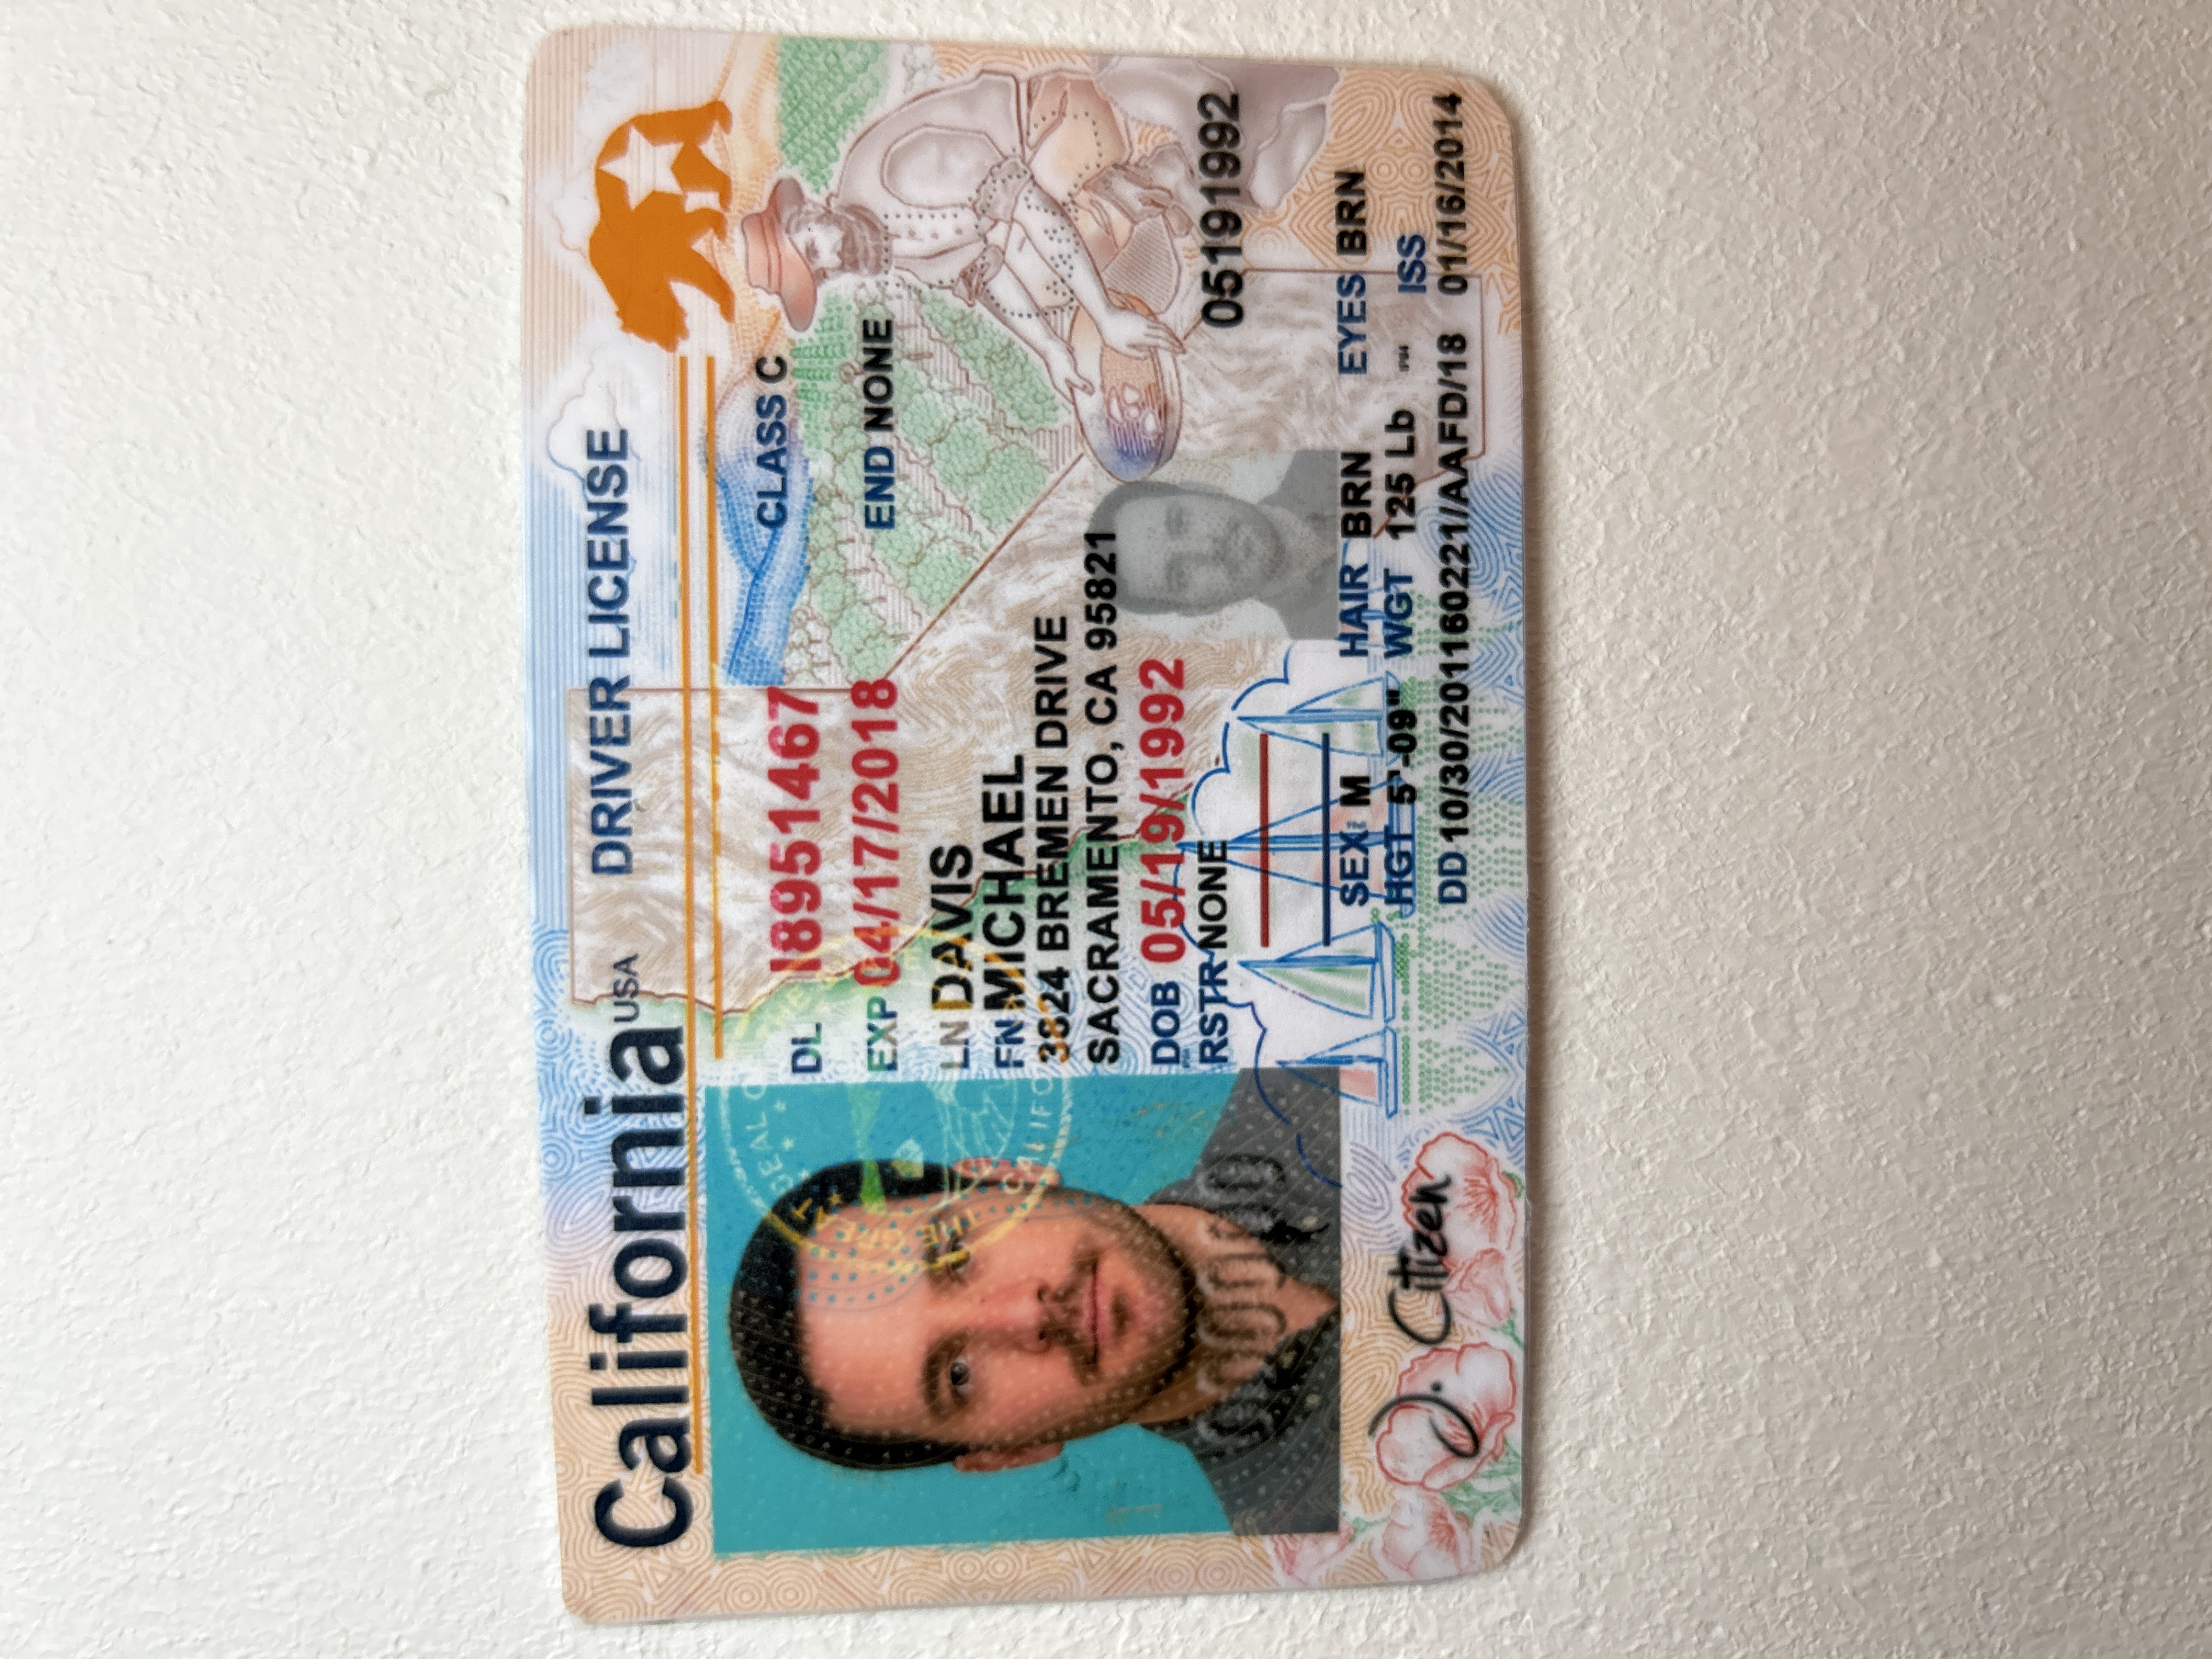 California USA DRIVER LICENSE
DL I8951467 CLASS C
EXP 04/17/2018 END NONE
LN DAVIS
FN MICHAEL
3824 BREMEN DRIVE
SACRAMENTO, CA 95821
DOB 05/19/1992
RSTR NONE 05191992
SEX M HAIR BRN EYES BRN
HGT 5'-09" WGT 125 Lb ISS
DD 10/30/201160221/AAFD/18 01/16/2014
J. Citizen